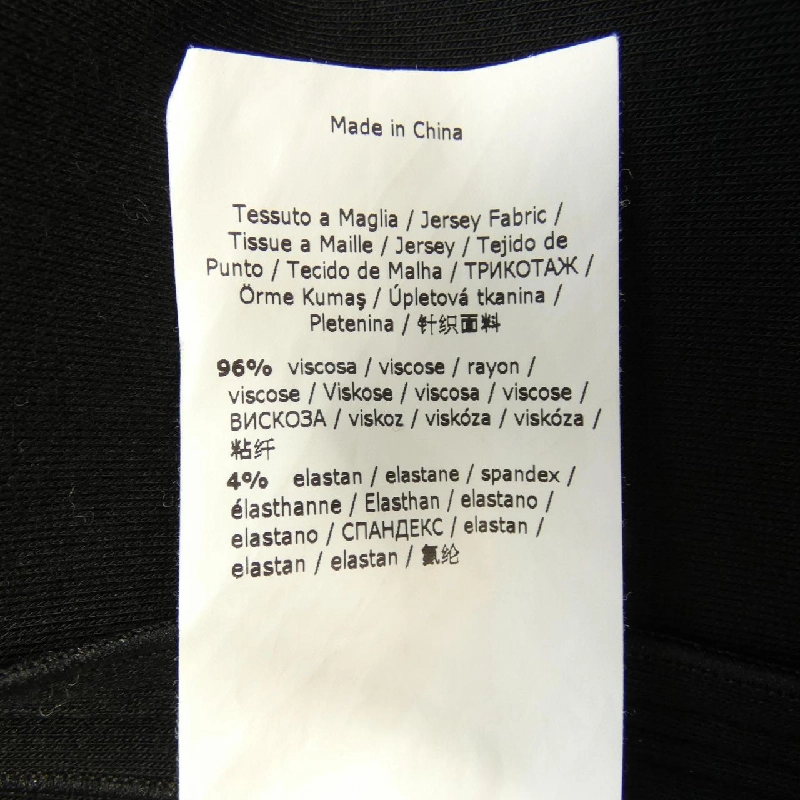 Made in China
Tessuto a Maglia / Jersey Fabric /
Tissue a Maille / Jersey / Tejido de
Punto / Tecido de Malha / ТРИКОТАЖ /
Örme Kumaş / Úpletová tkanina /
Pletenina / 针织面料
96% viscosa / viscose / rayon /
viscose / Viskose / viscosa / viscose /
ВИСКОЗА / viskoz / viskóza / viskóza /
粘纤
4% elastan / elastane / spandex /
élasthanne / Elasthan / elastano /
elastano / СПАНДЕКС / elastan /
elastan / elastan / 氨纶